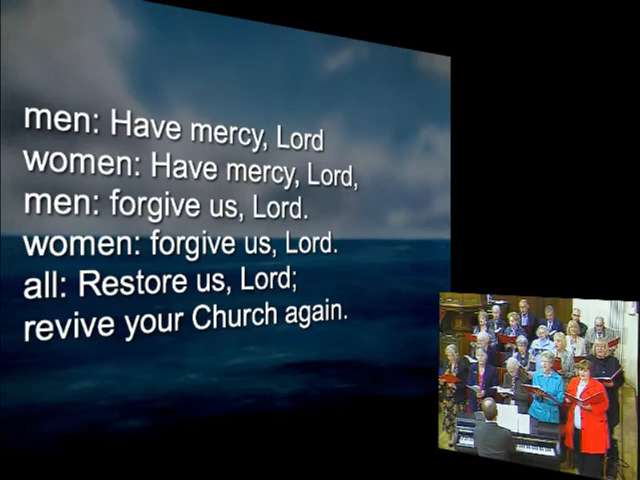 men: Have mercy, Lord
women: Have mercy, Lord,
men: forgive us, Lord.
women: forgive us, Lord.
all: Restore us, Lord;
revive your Church again.